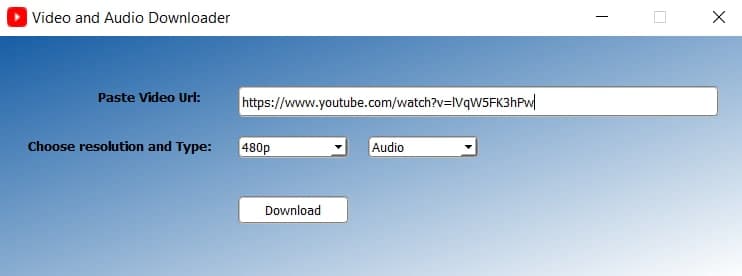 Video and Audio Downloader
Paste Video Url: https://www.youtube.com/watch?v=lVqW5FK3hPw
Choose resolution and Type: 480p Audio
Download